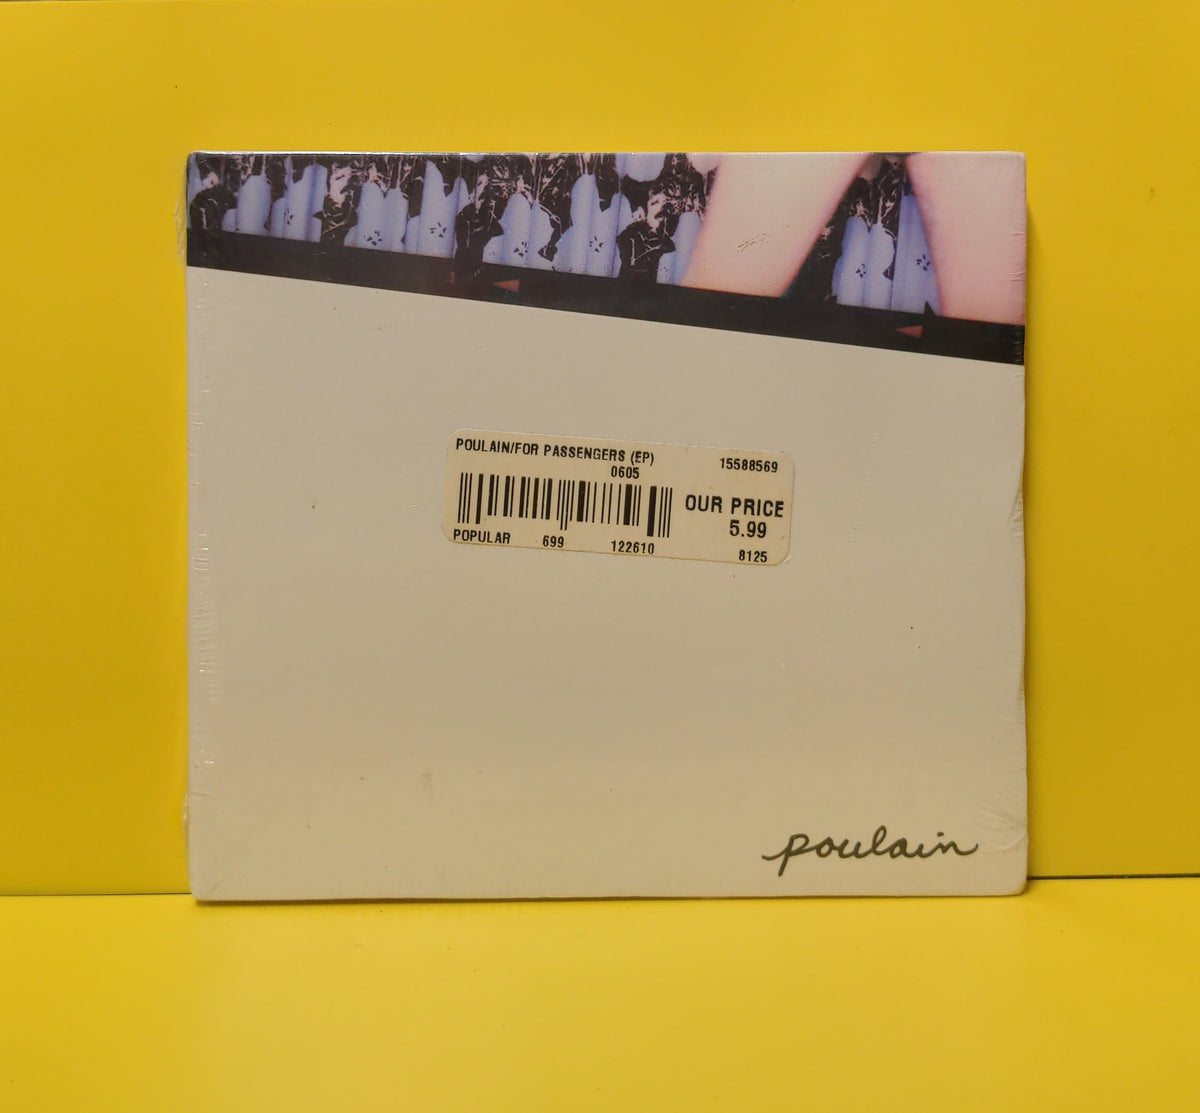 POULAIN/FOR PASSENGERS (EP) 15588569
0605
OUR PRICE
5.99
POPULAR 699 122610 8125
poulain